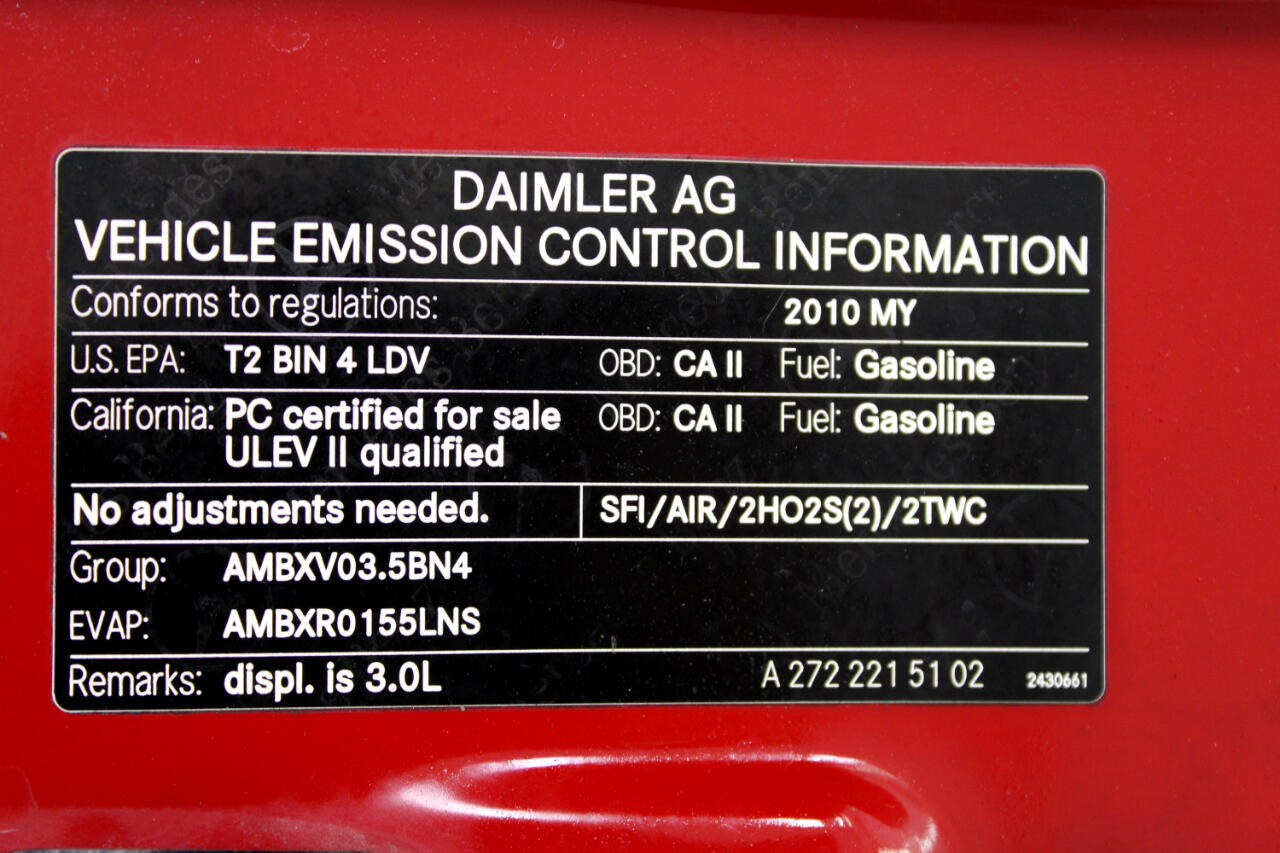 DAIMLER AG
VEHICLE EMISSION CONTROL INFORMATION
Conforms to regulations: 2010 MY
U.S. EPA: T2 BIN 4 LDV OBD: CA II Fuel: Gasoline
California: PC certified for sale OBD: CA II Fuel: Gasoline
ULEV II qualified
No adjustments needed. SFI/AIR/2HO2S(2)/2TWC
Group: AMBXV03.5BN4
EVAP: AMBXR0155LNS
Remarks: displ. is 3.0L A 272 221 51 02 2430661